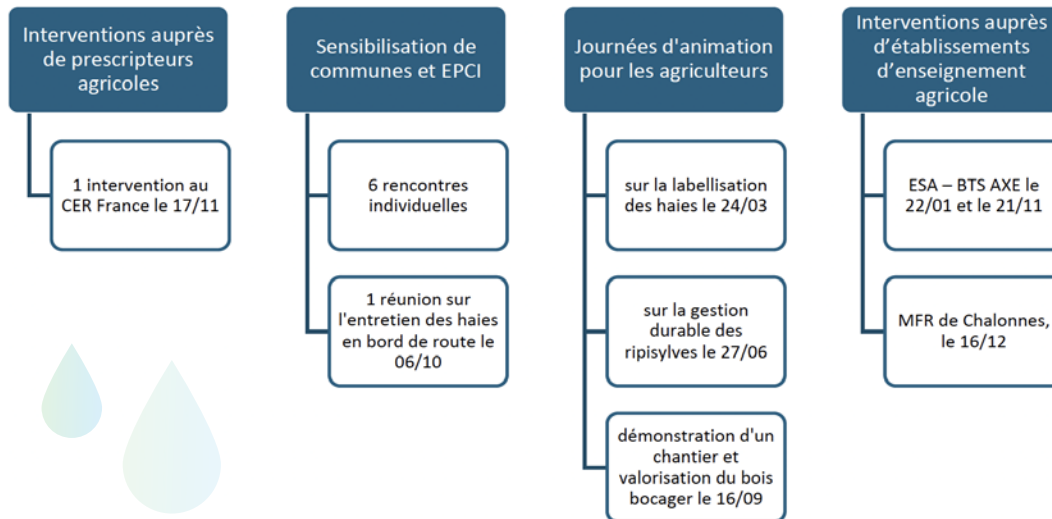 Interventions auprès
de prescripteurs
agricoles
1 intervention au
CER France le 17/11
Sensibilisation de
communes et EPCI
6 rencontres
individuelles
1 réunion sur
l'entretien des haies
en bord de route le
06/10
Journées d'animation
pour les agriculteurs
sur la labellisation
des haies le 24/03
sur la gestion
durable des
ripisylves le 27/06
démonstration d'un
chantier et
valorisation du bois
bocager le 16/09
Interventions auprès
d'établissements
d'enseignement
agricole
ESA – BTS AXE le
22/01 et le 21/11
MFR de Chalonnes,
le 16/12